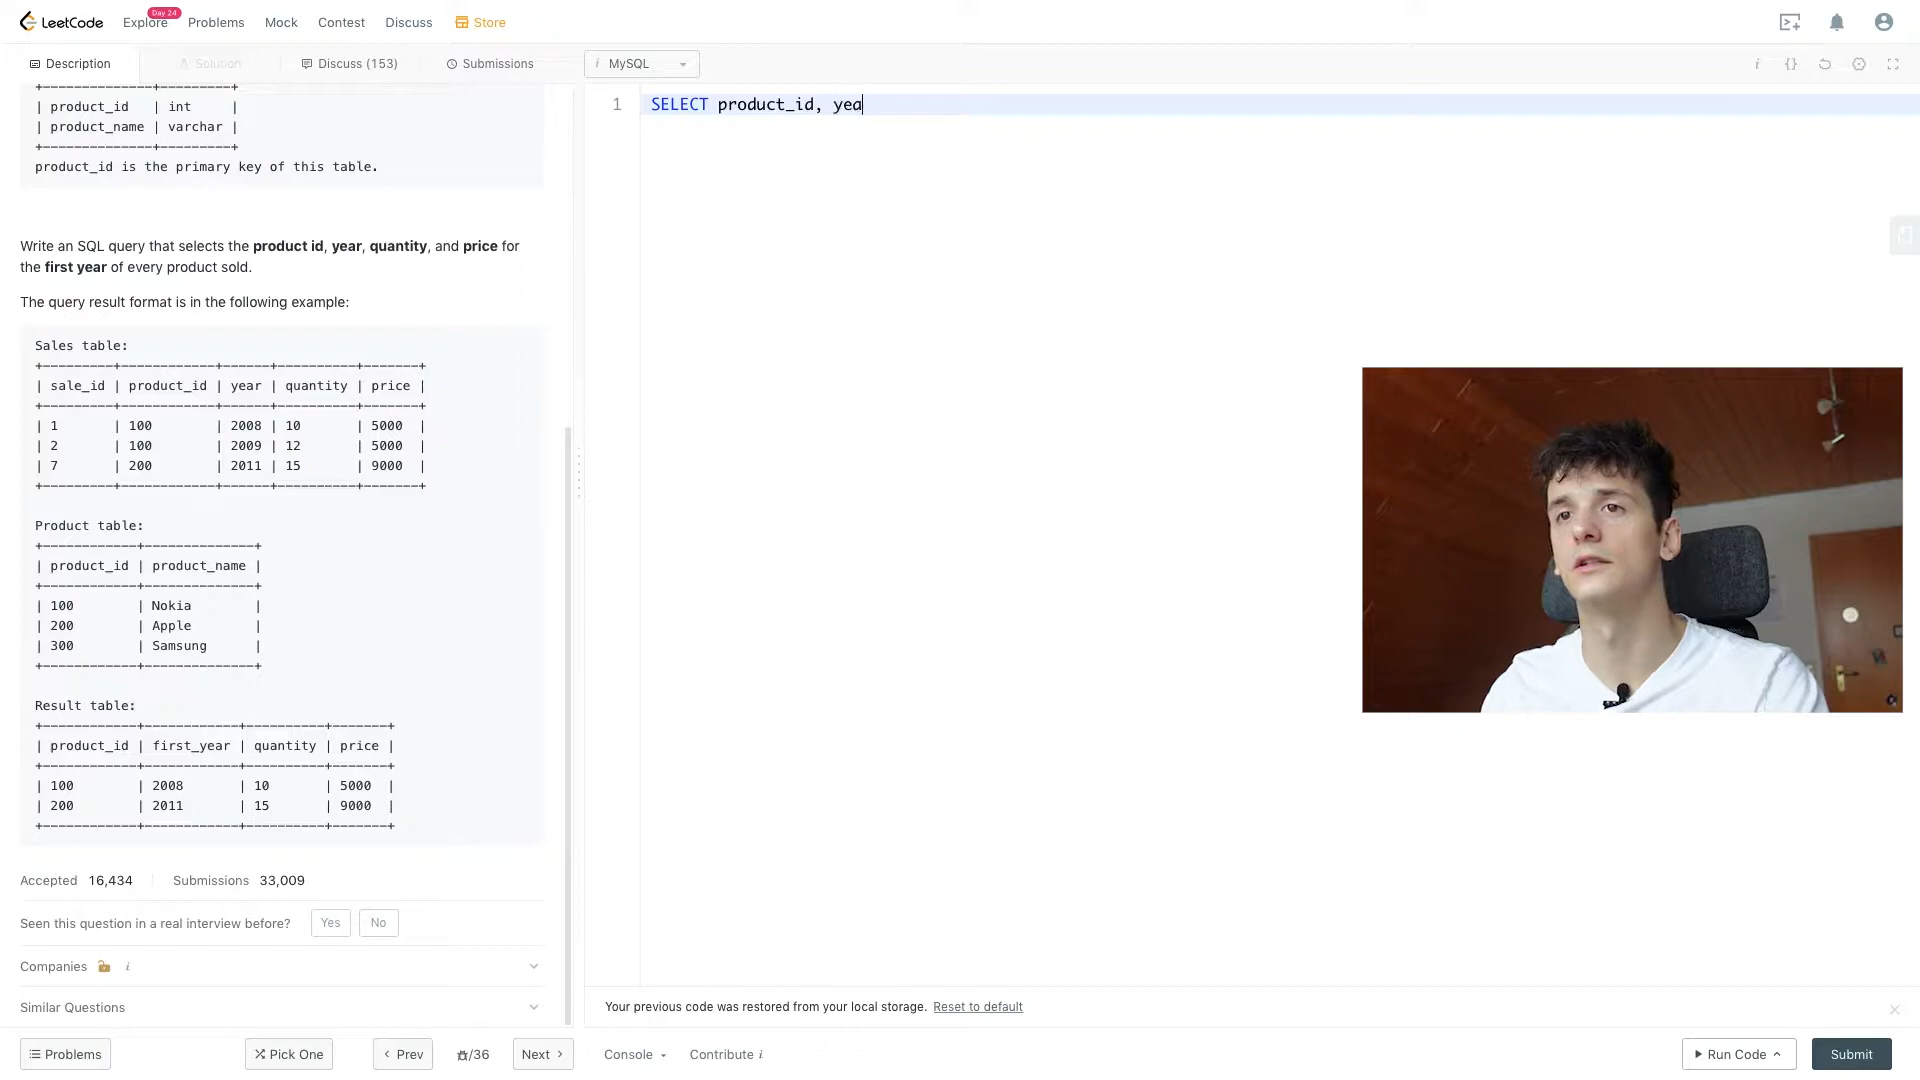 LeetCode
Explore
Day 24
Problems
Mock
Contest
Discuss
Store
Description
Solution
Discuss (153)
Submissions
i MySQL
i {}
+--------------+---------+
| product_id   | int     |
| product_name | varchar |
+--------------+---------+
product_id is the primary key of this table.
Write an SQL query that selects the product id, year, quantity, and price for
the first year of every product sold.
The query result format is in the following example:
Sales table:
+---------+------------+------+----------+-------+
| sale_id | product_id | year | quantity | price |
+---------+------------+------+----------+-------+
| 1       | 100        | 2008 | 10       | 5000  |
| 2       | 100        | 2009 | 12       | 5000  |
| 7       | 200        | 2011 | 15       | 9000  |
+---------+------------+------+----------+-------+
Product table:
+------------+--------------+
| product_id | product_name |
+------------+--------------+
| 100        | Nokia        |
| 200        | Apple        |
| 300        | Samsung      |
+------------+--------------+
Result table:
+------------+------------+----------+-------+
| product_id | first_year | quantity | price |
+------------+------------+----------+-------+
| 100        | 2008       | 10       | 5000  |
| 200        | 2011       | 15       | 9000  |
+------------+------------+----------+-------+
Accepted 16,434
Submissions 33,009
Seen this question in a real interview before?
Yes
No
Companies i
Similar Questions
1 SELECT product_id, yea
Your previous code was restored from your local storage. Reset to default
Problems
Pick One
Prev
/36
Next
Console
Contribute i
Run Code
Submit